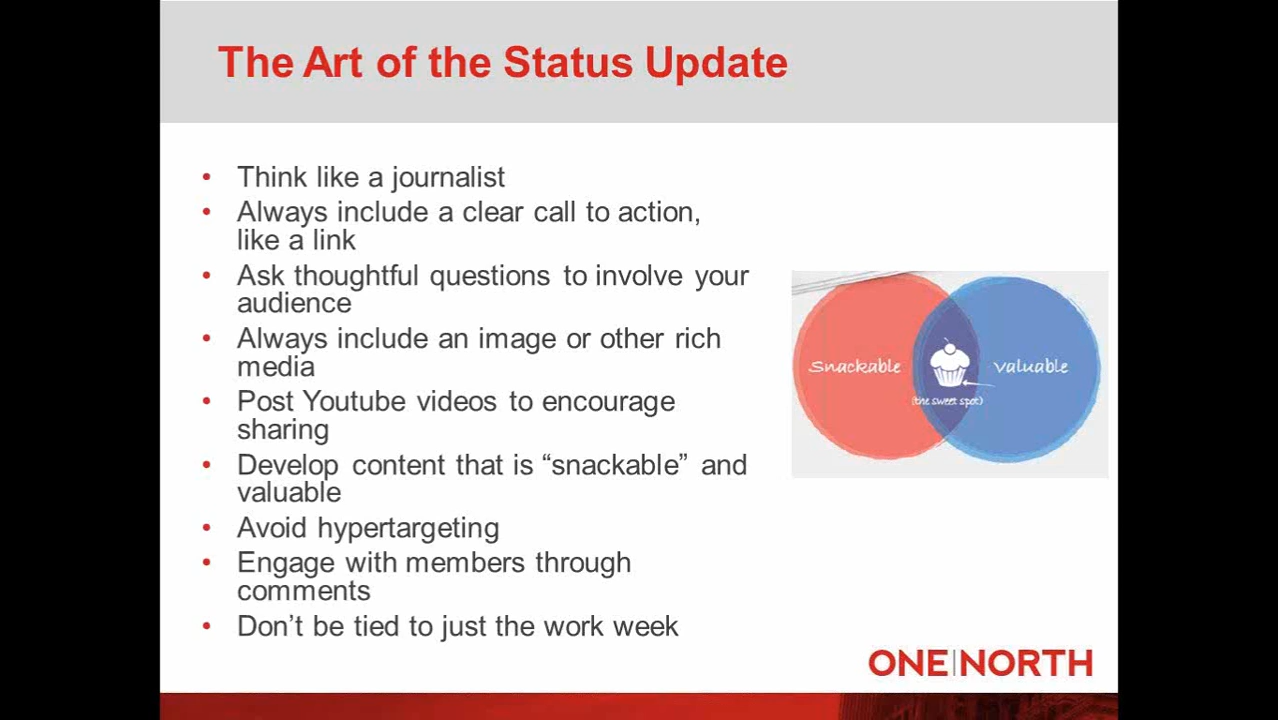 The Art of the Status Update
• Think like a journalist
• Always include a clear call to action,
like a link
• Ask thoughtful questions to involve your
audience
• Always include an image or other rich
media
• Post Youtube videos to encourage
sharing
• Develop content that is “snackable” and
valuable
• Avoid hypertargeting
• Engage with members through
comments
• Don’t be tied to just the work week
Snackable
Valuable
(the sweet spot)
ONE|NORTH